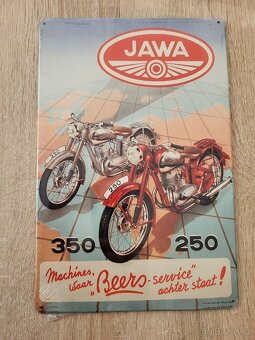 JAWA
350 250
Machines,
waar „Beers-service"
achter staat!